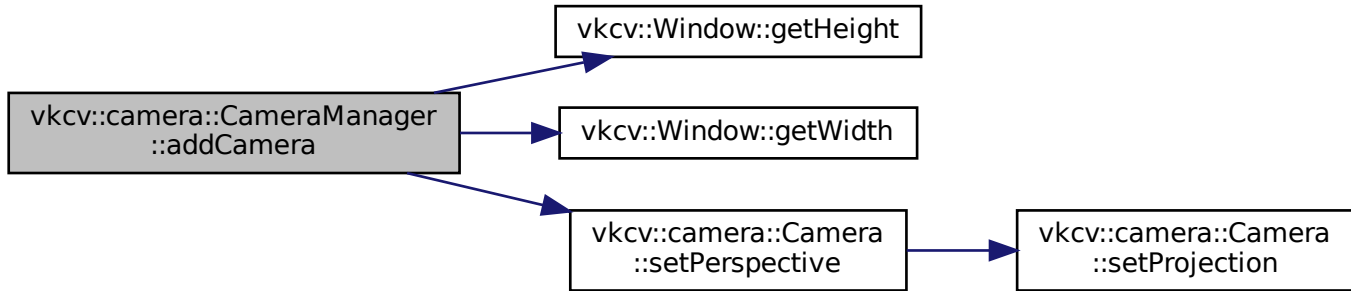 vkcv::camera::CameraManager
::addCamera
vkcv::Window::getHeight
vkcv::Window::getWidth
vkcv::camera::Camera
::setPerspective
vkcv::camera::Camera
::setProjection